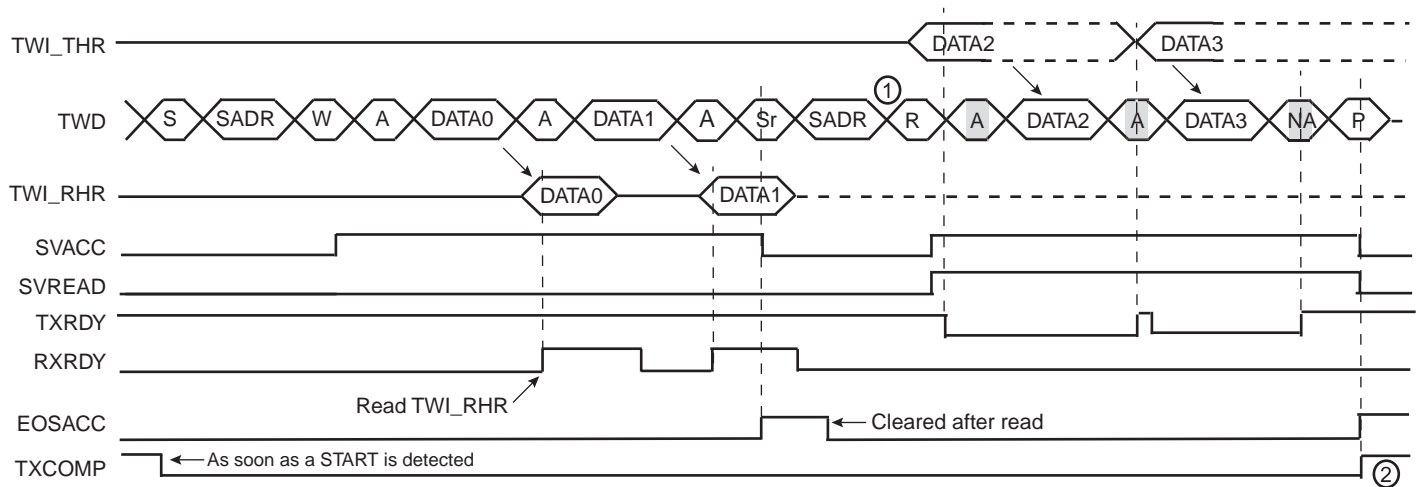 TWI_THR DATA2 DATA3
①
TWD S SADR W A DATA0 A DATA1 A Sr SADR R A DATA2 A DATA3 NA P
TWI_RHR DATA0 DATA1
SVACC
SVREAD
TXRDY
RXRDY
Read TWI_RHR
EOSACC Cleared after read
TXCOMP As soon as a START is detected ②